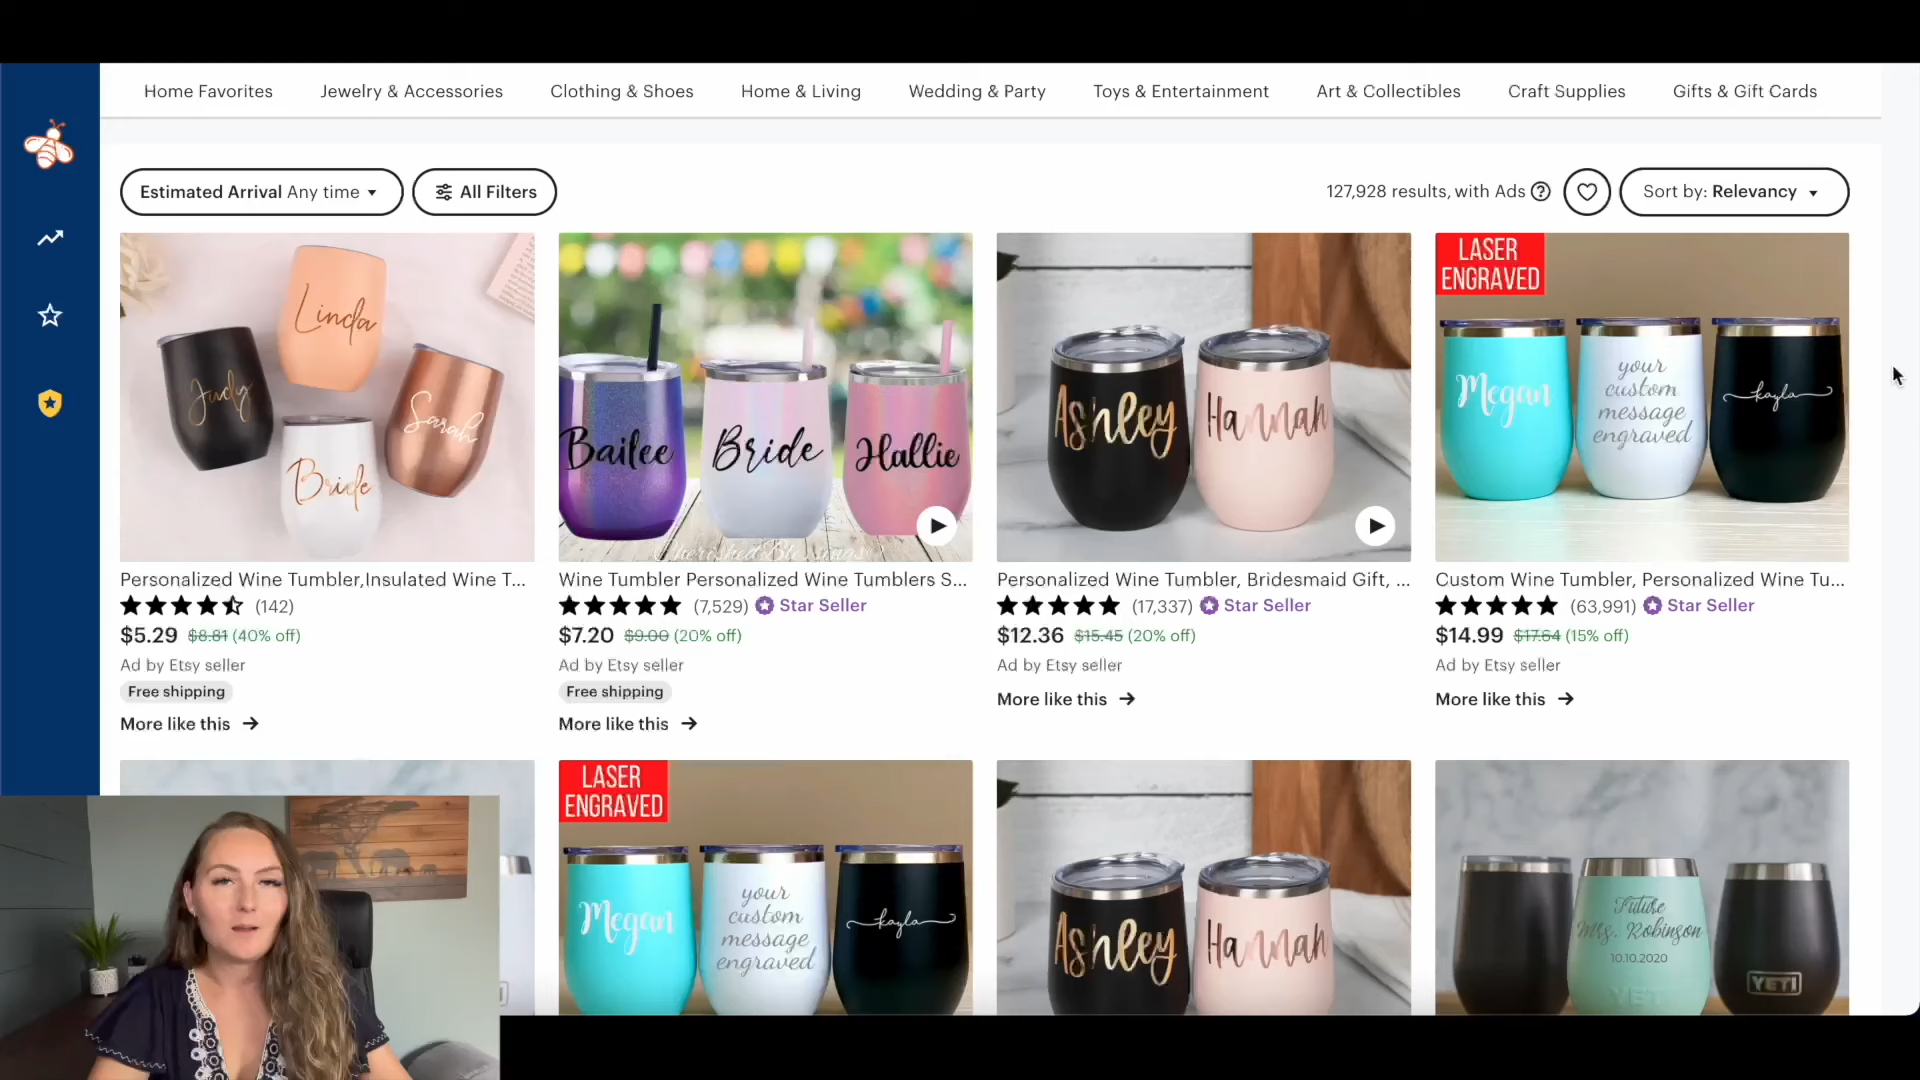 Home Favorites Jewelry & Accessories Clothing & Shoes Home & Living Wedding & Party Toys & Entertainment Art & Collectibles Craft Supplies Gifts & Gift Cards
Estimated Arrival Any time All Filters 127,928 results, with Ads ? Sort by: Relevancy
Linda
Judy
Sarah
Bride
Bailee
Bride
Hallie
Ashley
Hannah
LASER
ENGRAVED
Megan
your
custom
message
engraved
kayla
Personalized Wine Tumbler,Insulated Wine T...
(142)
$5.29 $8.81 (40% off)
Ad by Etsy seller
Free shipping
More like this
Wine Tumbler Personalized Wine Tumblers S...
(7,529) Star Seller
$7.20 $9.00 (20% off)
Ad by Etsy seller
Free shipping
More like this
Personalized Wine Tumbler, Bridesmaid Gift, ...
(17,337) Star Seller
$12.36 $15.45 (20% off)
Ad by Etsy seller
More like this
Custom Wine Tumbler, Personalized Wine Tu...
(63,991) Star Seller
$14.99 $17.64 (15% off)
Ad by Etsy seller
More like this
LASER
ENGRAVED
Megan
your
custom
message
engraved
kayla
Ashley
Hannah
Future
Mrs. Robinson
10.10.2020
YETI
YETI